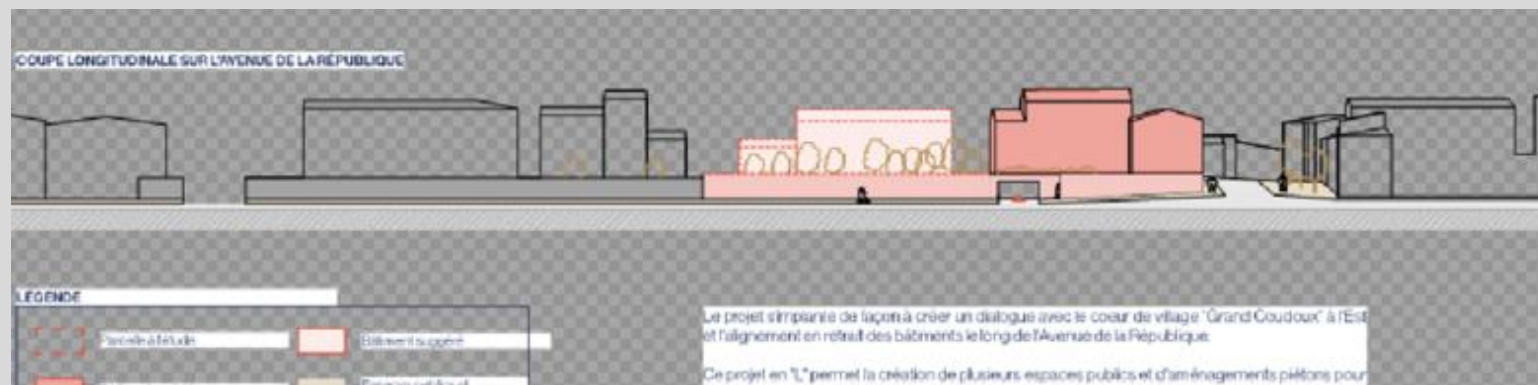 COUPE LONGITUDINALE SUR L'AVENUE DE LA RÉPUBLIQUE
LÉGENDE
Parcelle à l'étude
Bâtiment suggéré
Le projet s'implante de façon à créer un dialogue avec le coeur de village "Grand Coudoux" à l'Est
et l'alignement en retrait des bâtiments le long de l'Avenue de la République.
Ce projet en "L" permet la création de plusieurs espaces publics et d'aménagements piétons pour